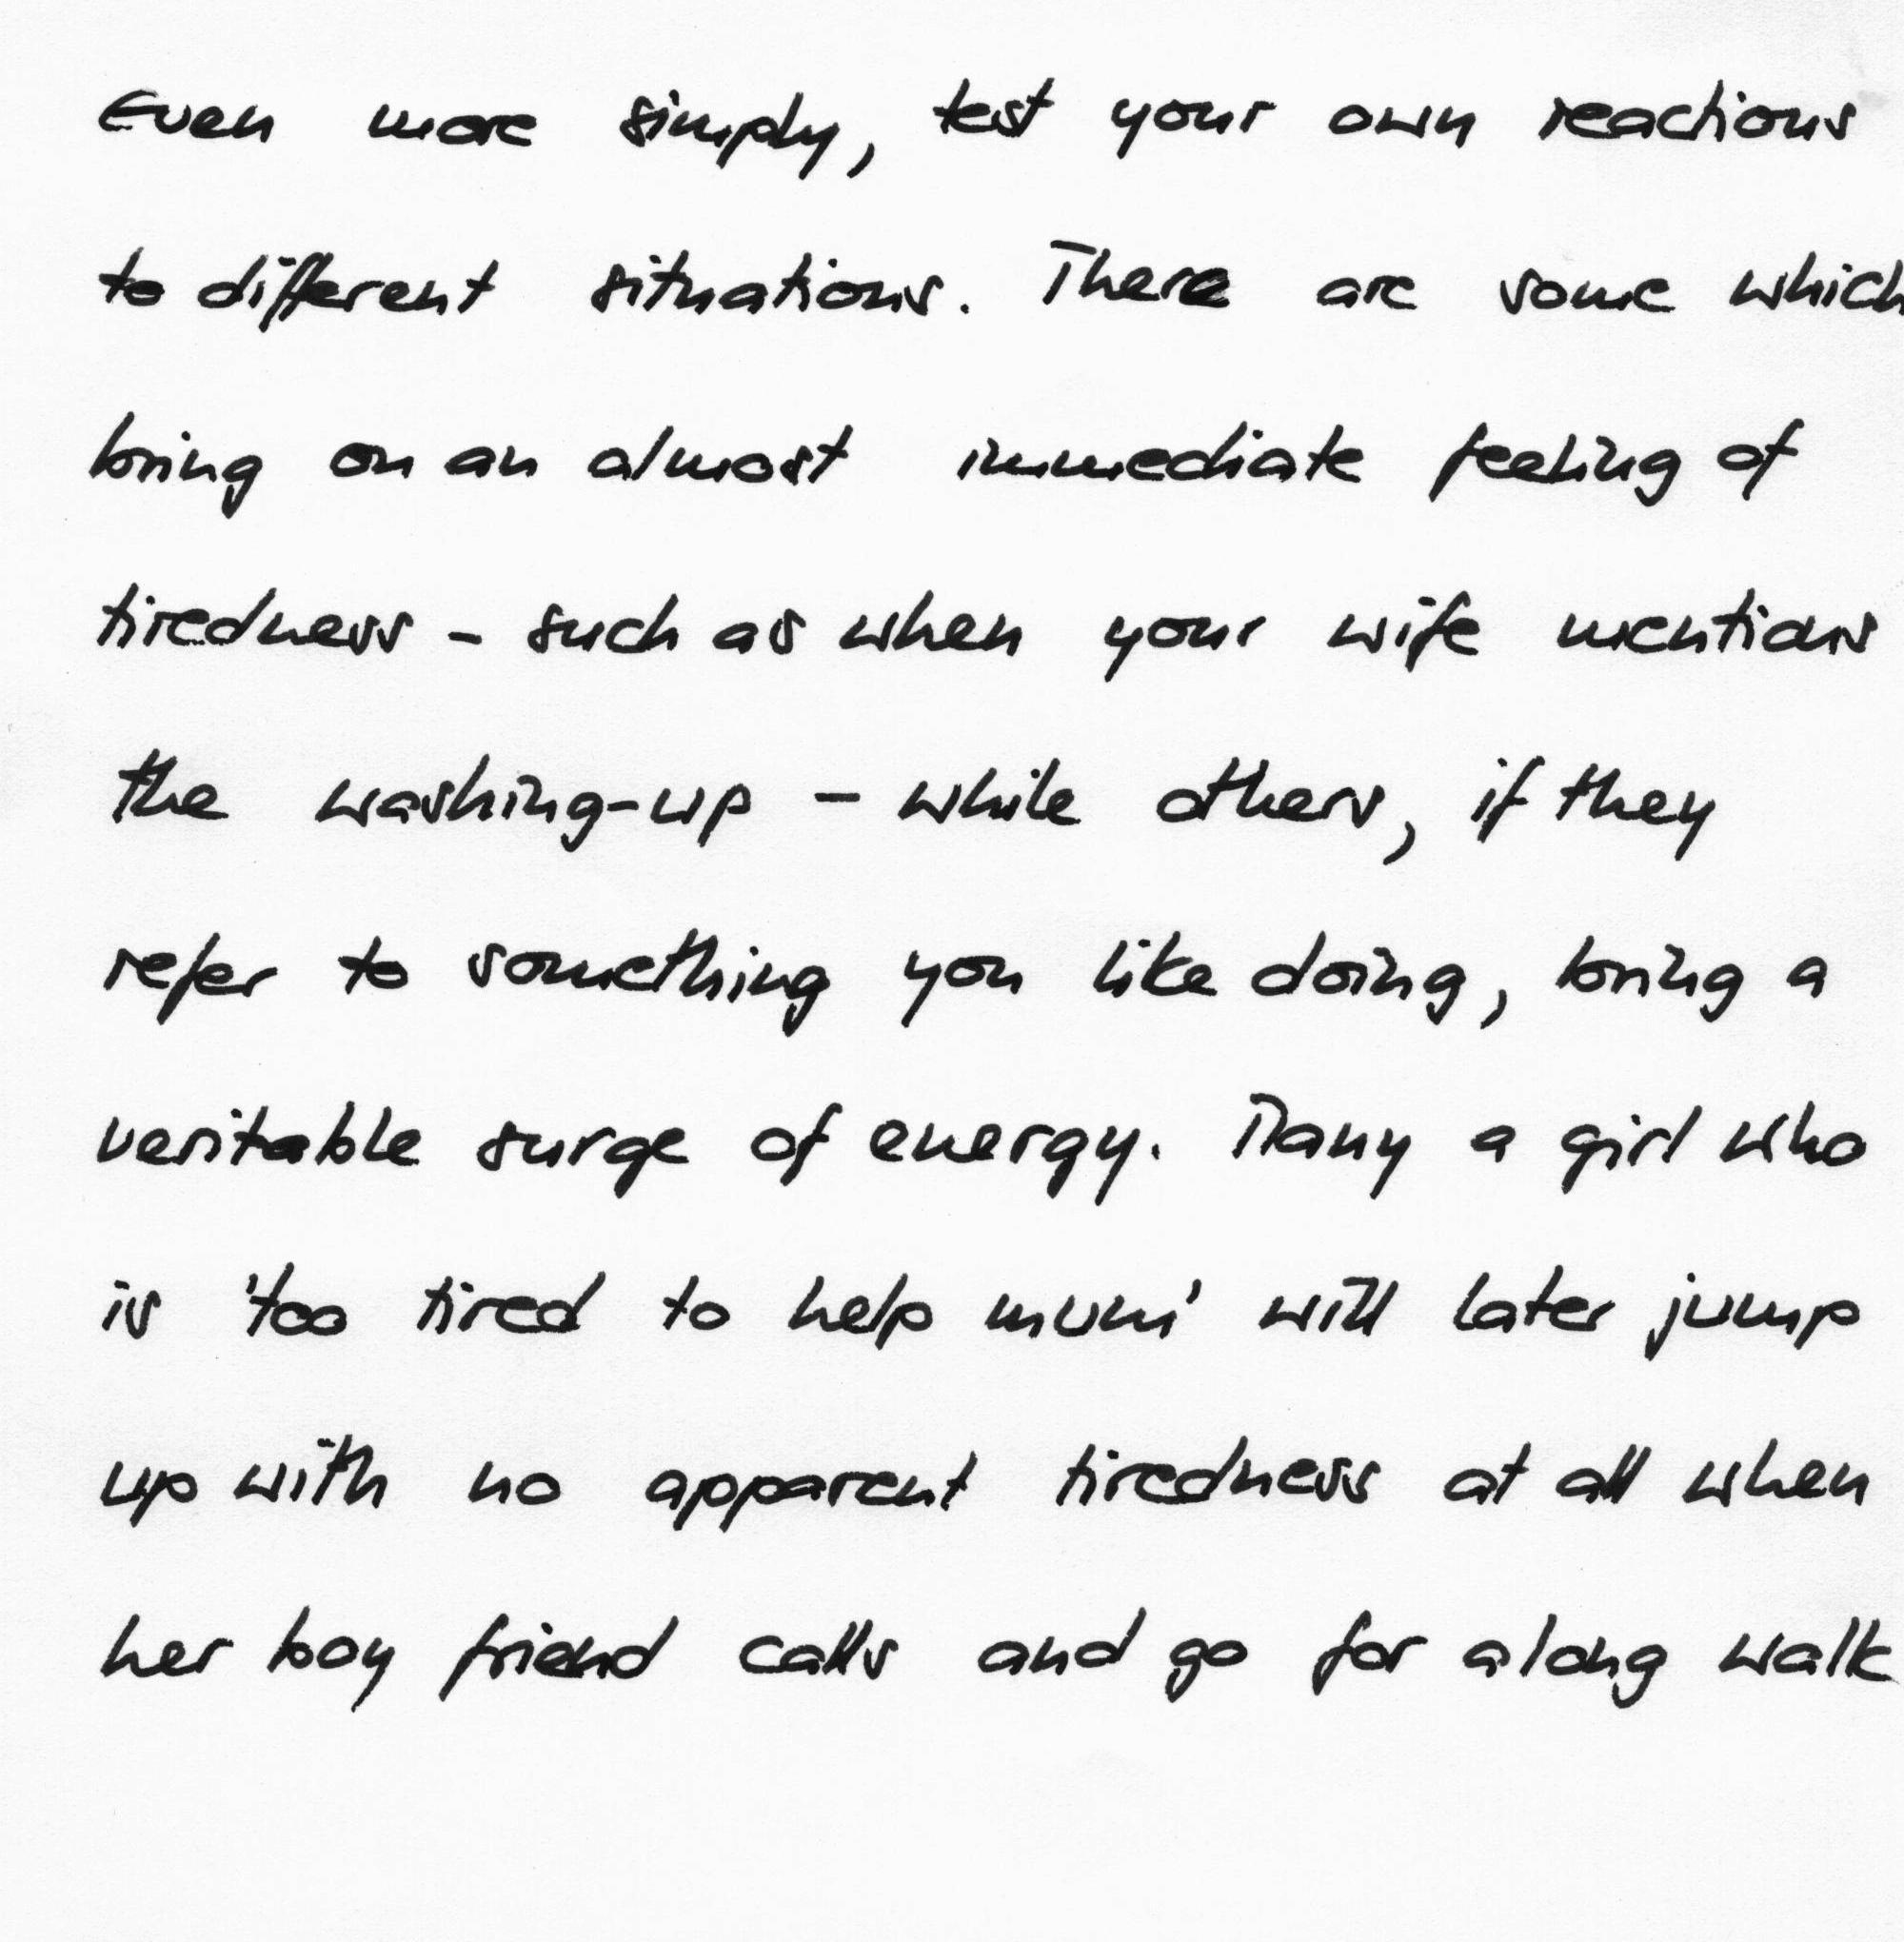 Even more simply, test your own reactions
to different situations. There are some which
bring on an almost immediate feeling of
tiredness - such as when your wife mentions
the washing-up - while others, if they
refer to something you like doing, bring a
veritable surge of energy. Many a girl who
is 'too tired to help mum' will later jump
up with no apparent tiredness at all when
her boy friend calls and go for a long walk